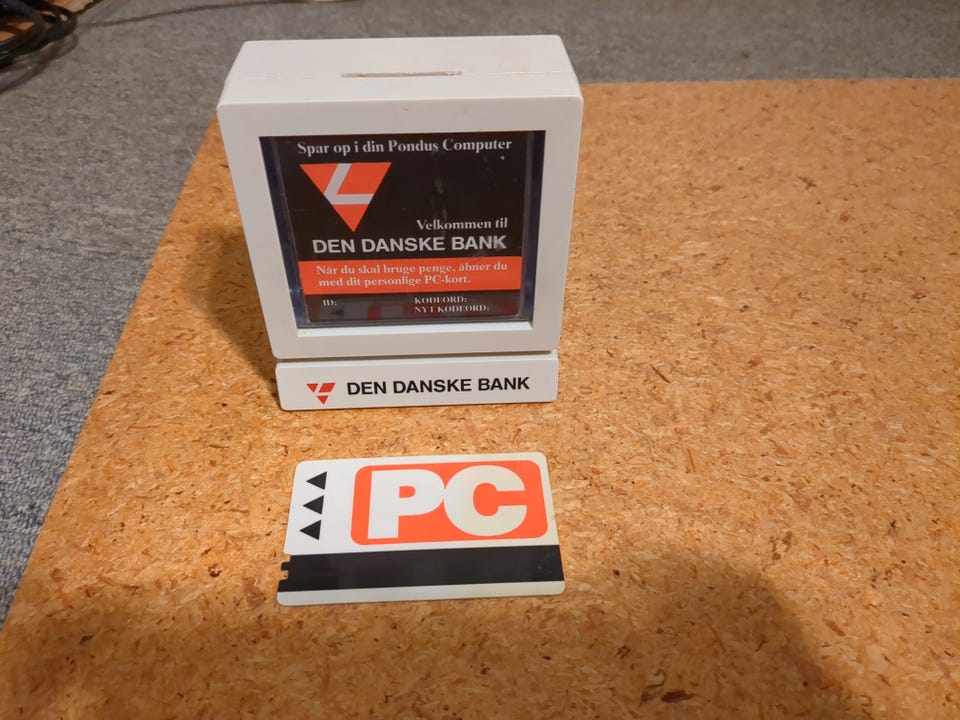 Spar op i din Pondus Computer
Velkommen til
DEN DANSKE BANK
Når du skal bruge penge, åbner du
med dit personlige PC-kort.
ID: KODEORD:
NYT KODEORD:
DEN DANSKE BANK
PC